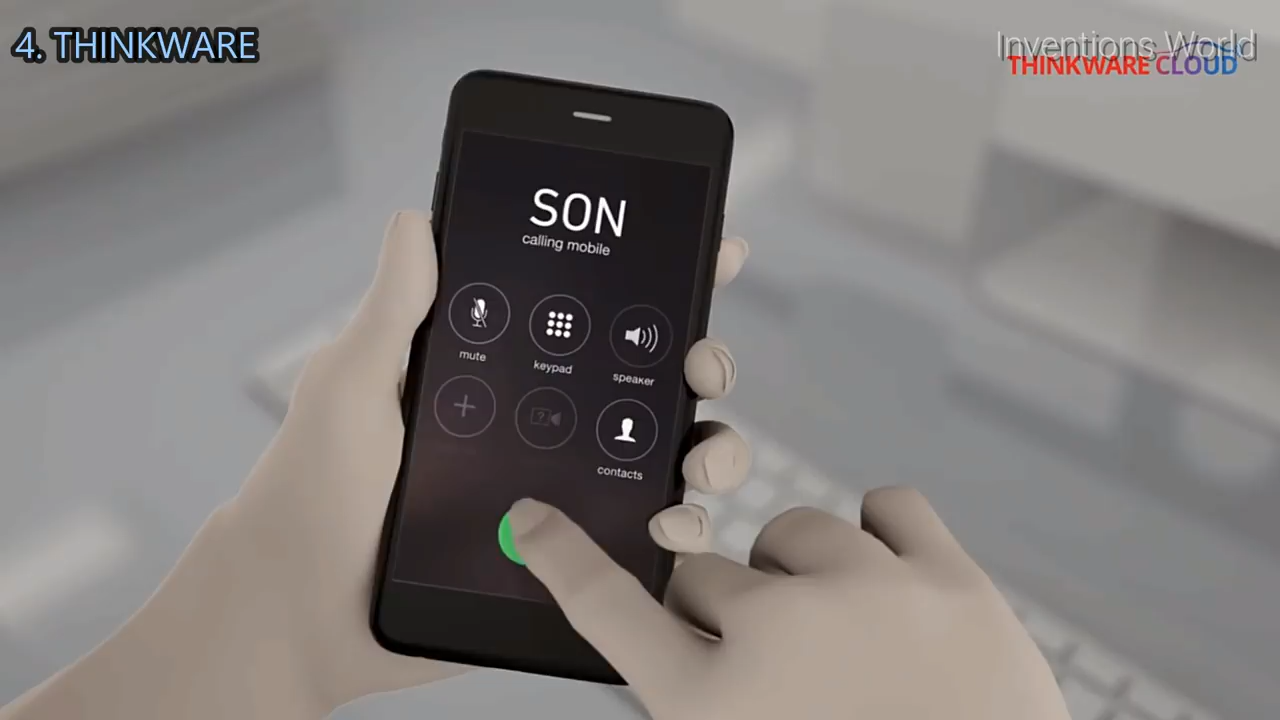 4. THINKWARE
Inventions World
THINKWARE CLOUD
SON
calling mobile
mute
keypad
speaker
?
contacts